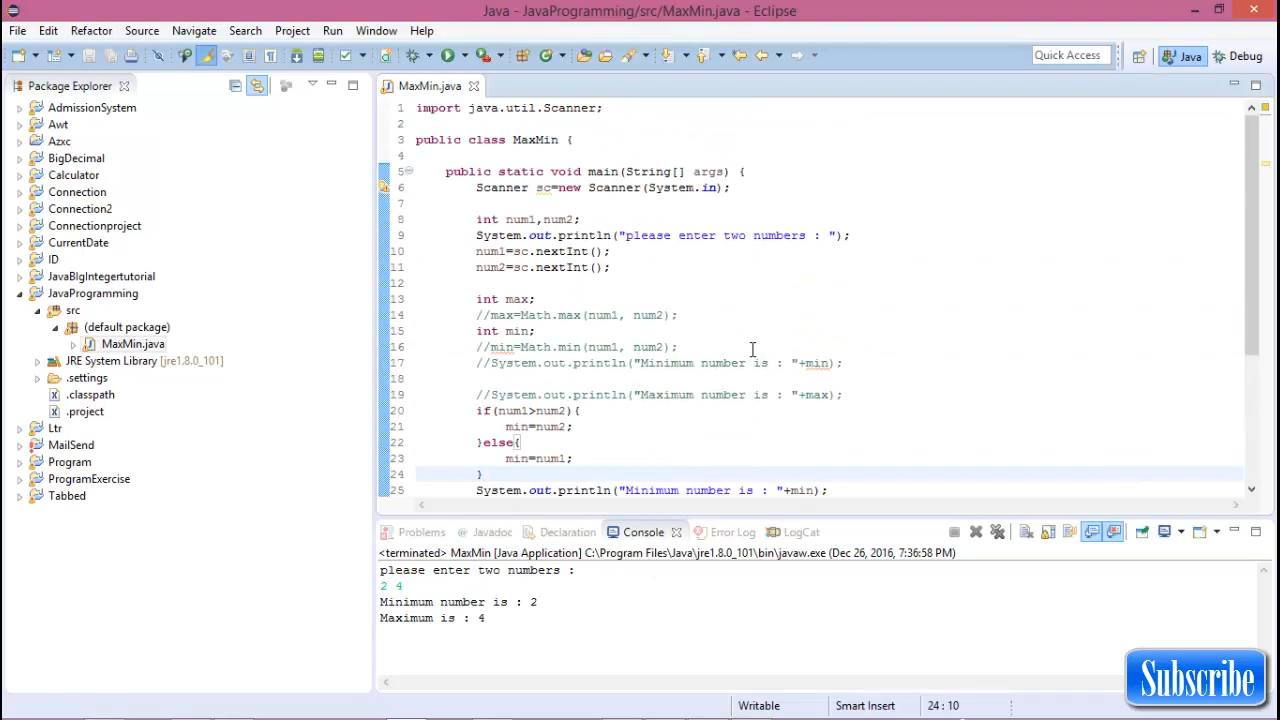 Java - JavaProgramming/src/MaxMin.java - Eclipse
File Edit Refactor Source Navigate Search Project Run Window Help
Quick Access Java Debug
Package Explorer
AdmissionSystem
Awt
Azxc
BigDecimal
Calculator
Connection
Connection2
Connectionproject
CurrentDate
ID
JavaBigIntegertutorial
JavaProgramming
src
(default package)
MaxMin.java
JRE System Library [jre1.8.0_101]
.settings
.classpath
.project
Ltr
MailSend
Program
ProgramExercise
Tabbed
MaxMin.java
1 import java.util.Scanner;
2
3 public class MaxMin {
4
5 public static void main(String[] args) {
6 Scanner sc=new Scanner(System.in);
7
8 int num1,num2;
9 System.out.println("please enter two numbers : ");
10 num1=sc.nextInt();
11 num2=sc.nextInt();
12
13 int max;
14 //max=Math.max(num1, num2);
15 int min;
16 //min=Math.min(num1, num2);
17 //System.out.println("Minimum number is : "+min);
18
19 //System.out.println("Maximum number is : "+max);
20 if(num1>num2){
21 min=num2;
22 }else{
23 min=num1;
24 }
25 System.out.println("Minimum number is : "+min);
Problems Javadoc Declaration Console Error Log LogCat
<terminated> MaxMin [Java Application] C:\Program Files\Java\jre1.8.0_101\bin\javaw.exe (Dec 26, 2016, 7:36:58 PM)
please enter two numbers :
2 4
Minimum number is : 2
Maximum is : 4
Subscribe
Writable Smart Insert 24 : 10